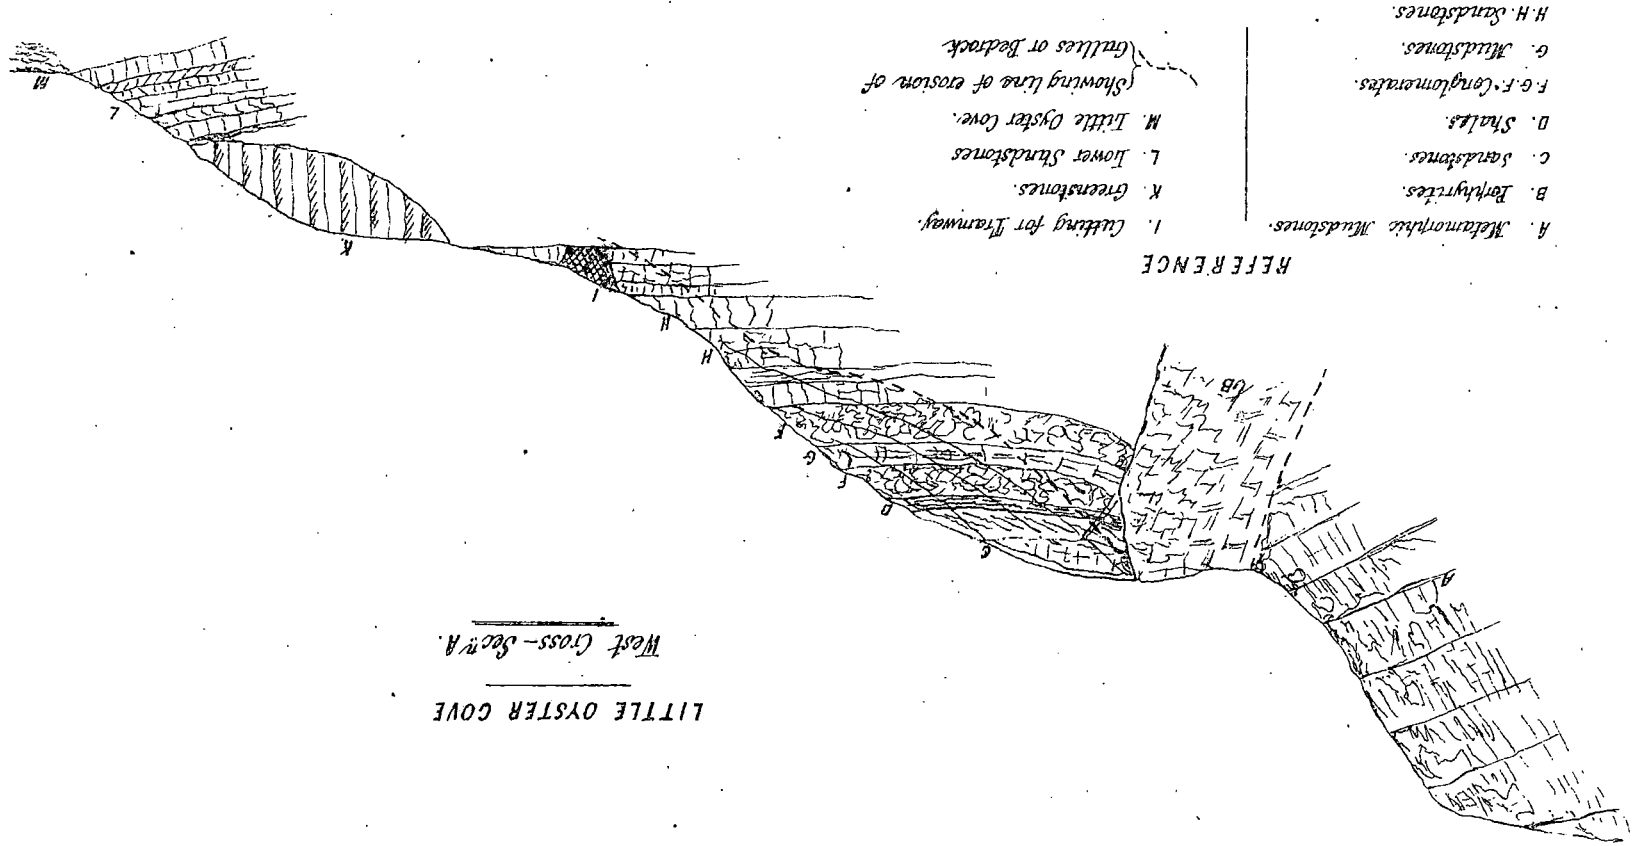 LITTLE OYSTER COVE
West Cross-Secⁿ A.
A
B
C
D
F
G
F
H
H
I
K
L
M
B
REFERENCE
A. Metamorphic Mudstones.
B. Porphyrites.
C. Sandstones.
D. Shales.
F.G.F. Conglomerates.
G. Mudstones.
H.H. Sandstones.
I. Cutting for Tramway.
K. Greenstones.
L. Lower Sandstones
M. Little Oyster Cove.
Showing line of erosion of
Gullies or Bedrock